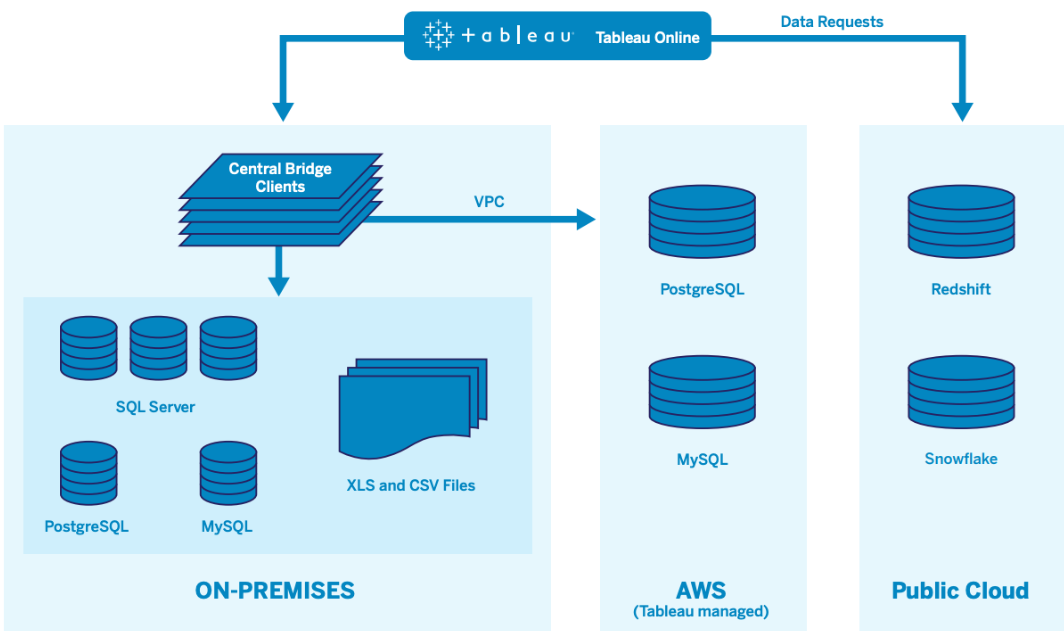 +ableau Tableau Online
Data Requests
Central Bridge
Clients
VPC
PostgreSQL
Redshift
SQL Server
MySQL
Snowflake
XLS and CSV Files
PostgreSQL
MySQL
ON-PREMISES
AWS
(Tableau managed)
Public Cloud